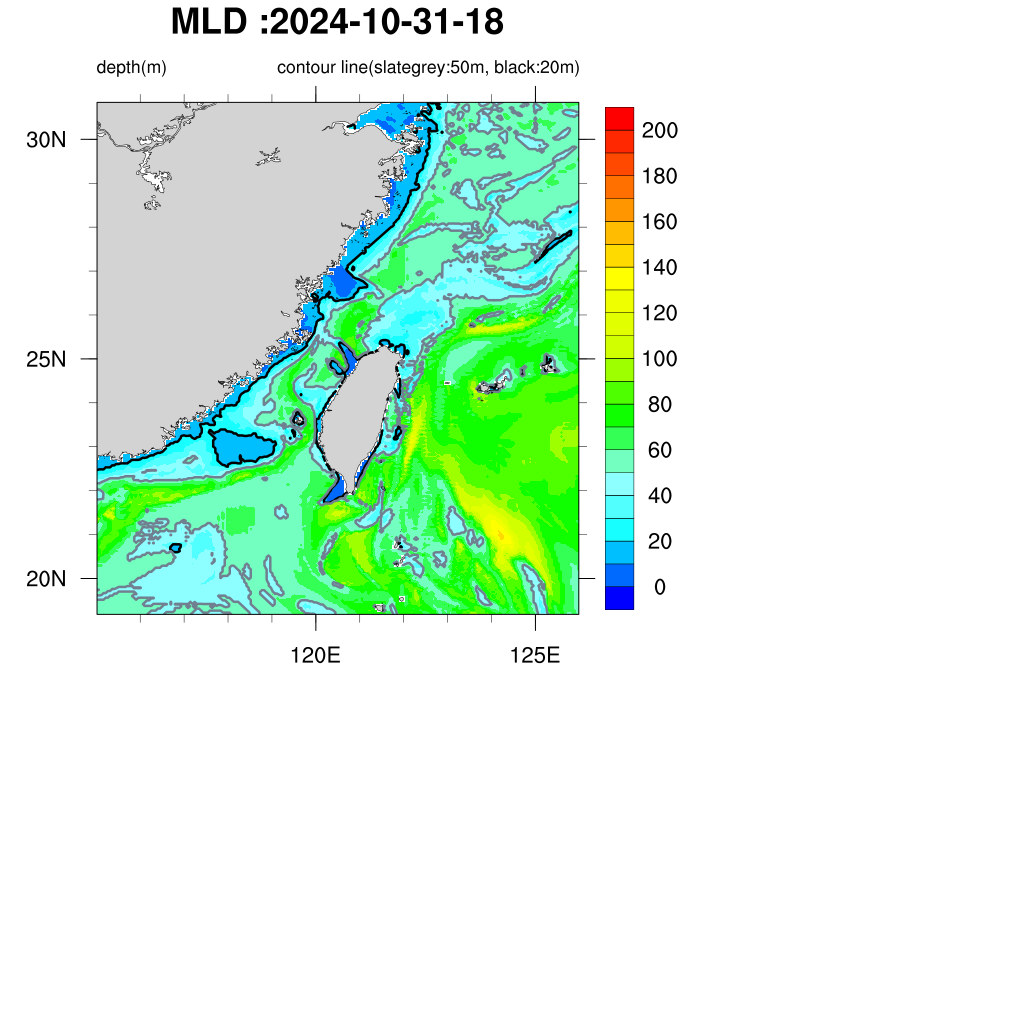 MLD :2024-10-31-18
depth(m)
contour line(slategrey:50m, black:20m)
30N
25N
20N
120E
125E
200
180
160
140
120
100
80
60
40
20
0